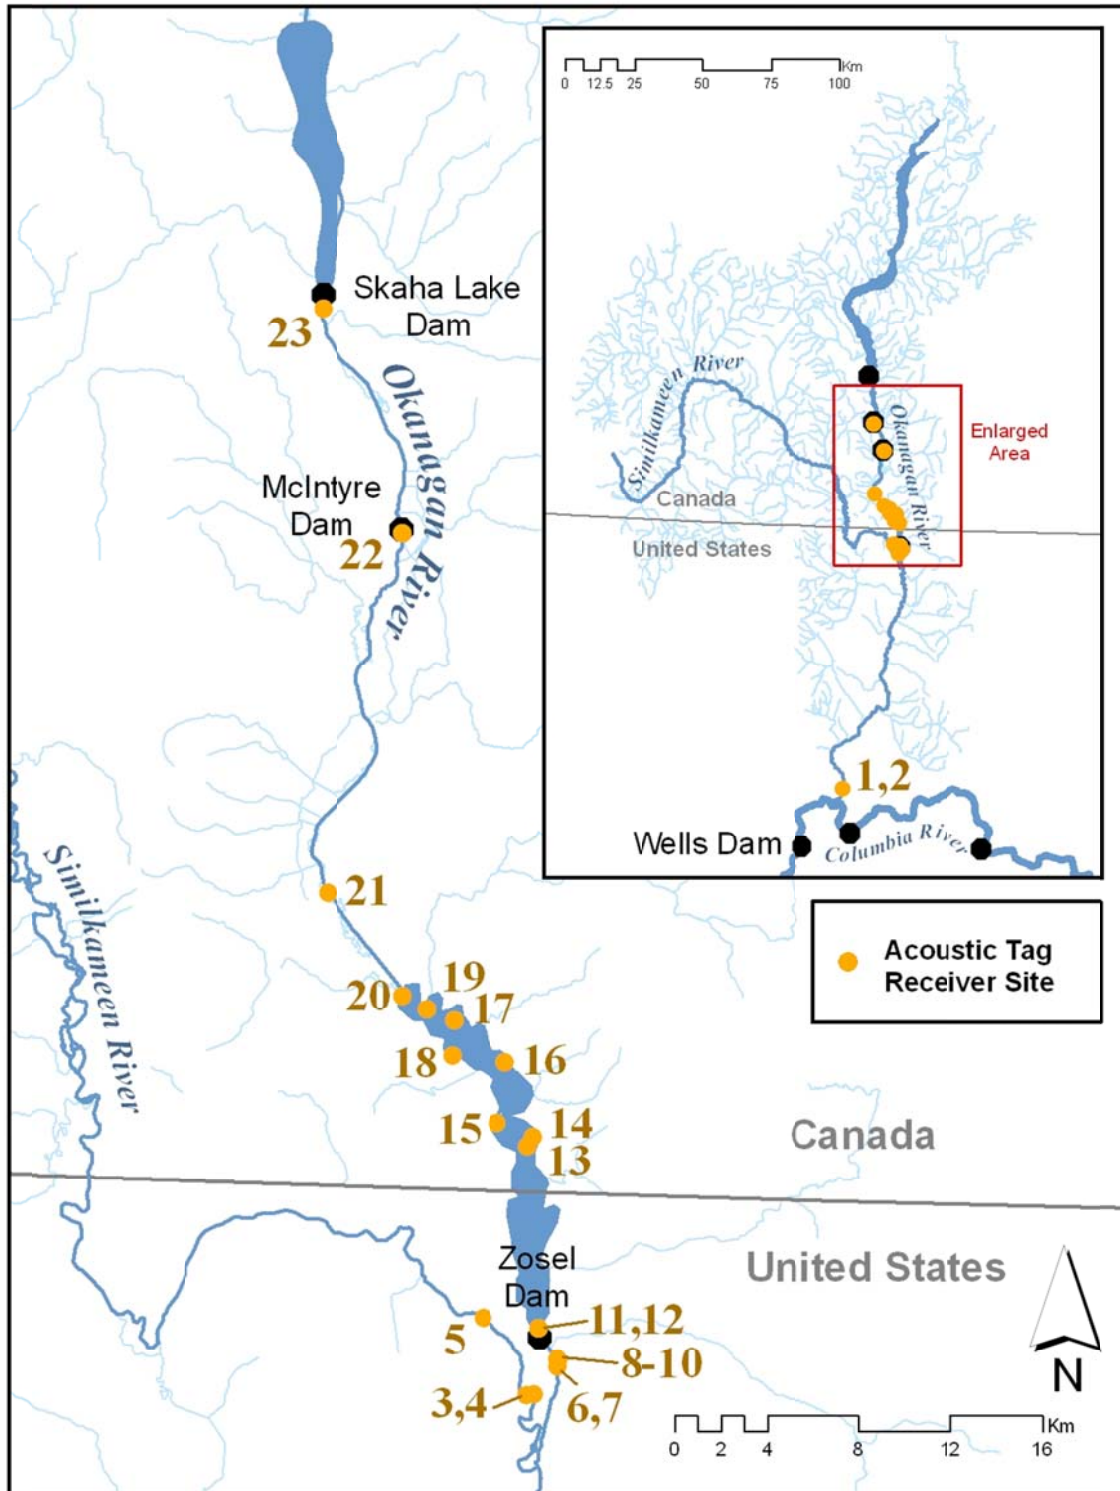 Km
0 12.5 25 50 75 100
Similkameen River
Okanagan River
Enlarged
Area
Canada
United States
1,2
Wells Dam
Columbia River
Acoustic Tag
Receiver Site
Skaha Lake
Dam
23
Okanagan River
McIntyre
Dam
22
Similkameen River
21
20
19
17
18
16
15
14
13
Canada
United States
Zosel
Dam
11,12
5
8-10
3,4
6,7
N
Km
0 2 4 8 12 16